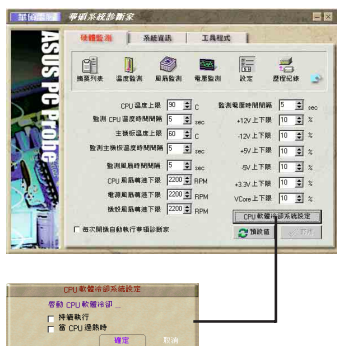 華碩系統診斷家
ASUS PC Probe
硬體監測 系統資訊 工具程式
摘要列表 溫度監測 風扇監測 電壓監測 設定 歷程紀錄
CPU 溫度上限 90 C 監測電壓時間間隔 5 sec
監測 CPU 溫度時間間隔 5 sec +12V 上下限 10 %
主機板溫度上限 60 C -12V 上下限 10 %
監測主機板溫度時間間隔 5 sec +5V 上下限 10 %
監測風扇時間間隔 5 sec -5V 上下限 10 %
CPU 風扇轉速下限 2200 RPM +3.3V 上下限 10 %
電源風扇轉速下限 2200 RPM VCore 上下限 10 %
機殼風扇轉速下限 2200 RPM CPU 軟體冷卻系統設定
每次開機自動執行華碩診斷家 預設值
CPU 軟體冷卻系統設定
啓動 CPU 軟體冷卻 ...
持續執行
當 CPU 過熱時
確定 取消